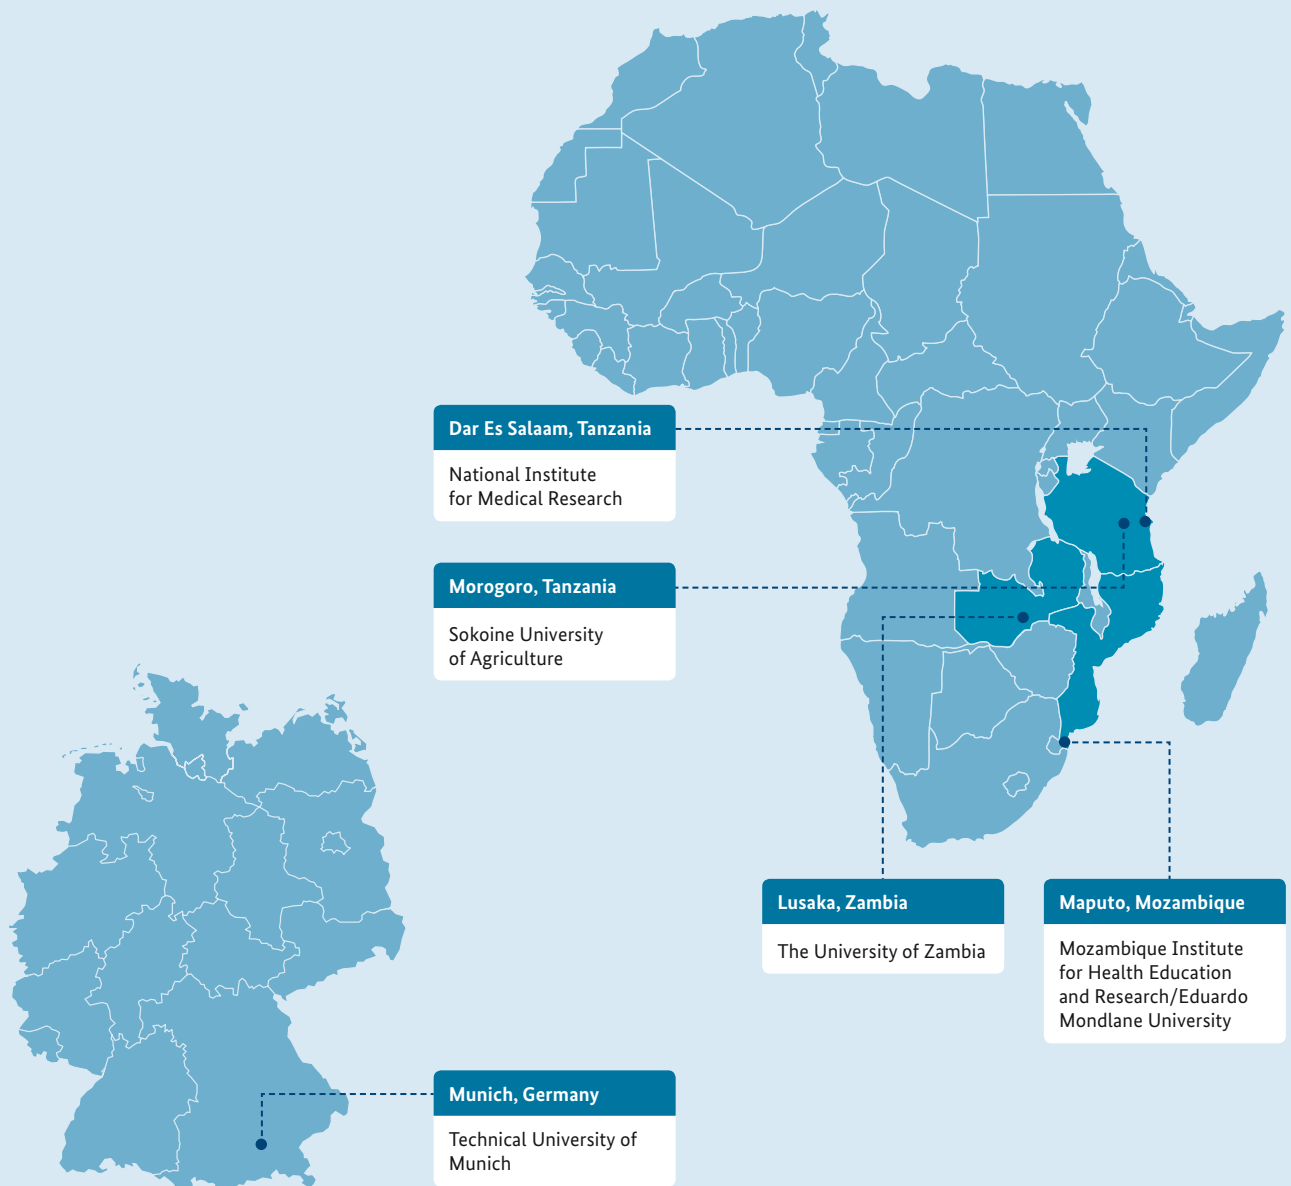 Dar Es Salaam, Tanzania
National Institute
for Medical Research
Morogoro, Tanzania
Sokoine University
of Agriculture
Lusaka, Zambia
The University of Zambia
Maputo, Mozambique
Mozambique Institute
for Health Education
and Research/Eduardo
Mondlane University
Munich, Germany
Technical University of
Munich